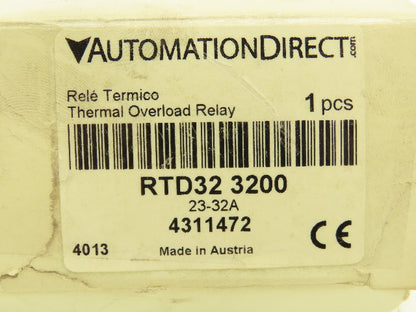 AUTOMATIONDIRECT.com
Relé Termico
Thermal Overload Relay 1 pcs
RTD32 3200
23-32A
4311472
4013 Made in Austria CE